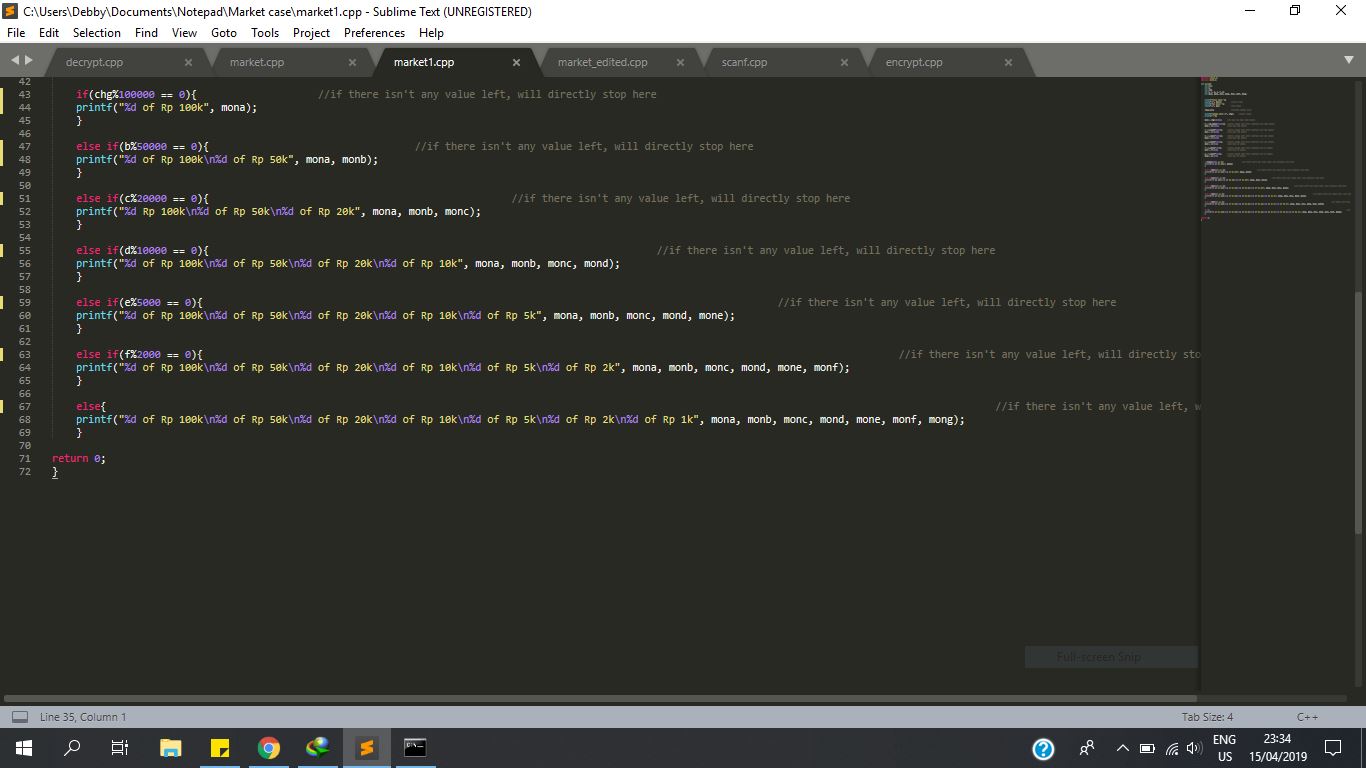 C:\Users\Debby\Documents\Notepad\Market case\market1.cpp - Sublime Text (UNREGISTERED)
File Edit Selection Find View Goto Tools Project Preferences Help
decrypt.cpp market.cpp market1.cpp market_edited.cpp scanf.cpp encrypt.cpp
42
43 if(chg%100000 == 0){ //if there isn't any value left, will directly stop here
44 printf("%d of Rp 100k", mona);
45 }
46
47 else if(b%50000 == 0){ //if there isn't any value left, will directly stop here
48 printf("%d of Rp 100k\n%d of Rp 50k", mona, monb);
49 }
50
51 else if(c%20000 == 0){ //if there isn't any value left, will directly stop here
52 printf("%d Rp 100k\n%d of Rp 50k\n%d of Rp 20k", mona, monb, monc);
53 }
54
55 else if(d%10000 == 0){ //if there isn't any value left, will directly stop here
56 printf("%d of Rp 100k\n%d of Rp 50k\n%d of Rp 20k\n%d of Rp 10k", mona, monb, monc, mond);
57 }
58
59 else if(e%5000 == 0){ //if there isn't any value left, will directly stop here
60 printf("%d of Rp 100k\n%d of Rp 50k\n%d of Rp 20k\n%d of Rp 10k\n%d of Rp 5k", mona, monb, monc, mond, mone);
61 }
62
63 else if(f%2000 == 0){ //if there isn't any value left, will directly sto
64 printf("%d of Rp 100k\n%d of Rp 50k\n%d of Rp 20k\n%d of Rp 10k\n%d of Rp 5k\n%d of Rp 2k", mona, monb, monc, mond, mone, monf);
65 }
66
67 else{ //if there isn't any value left, w
68 printf("%d of Rp 100k\n%d of Rp 50k\n%d of Rp 20k\n%d of Rp 10k\n%d of Rp 5k\n%d of Rp 2k\n%d of Rp 1k", mona, monb, monc, mond, mone, monf, mong);
69 }
70
71 return 0;
72 }
Full-screen Snip
Line 35, Column 1 Tab Size: 4 C++
ENG 23:34
US 15/04/2019